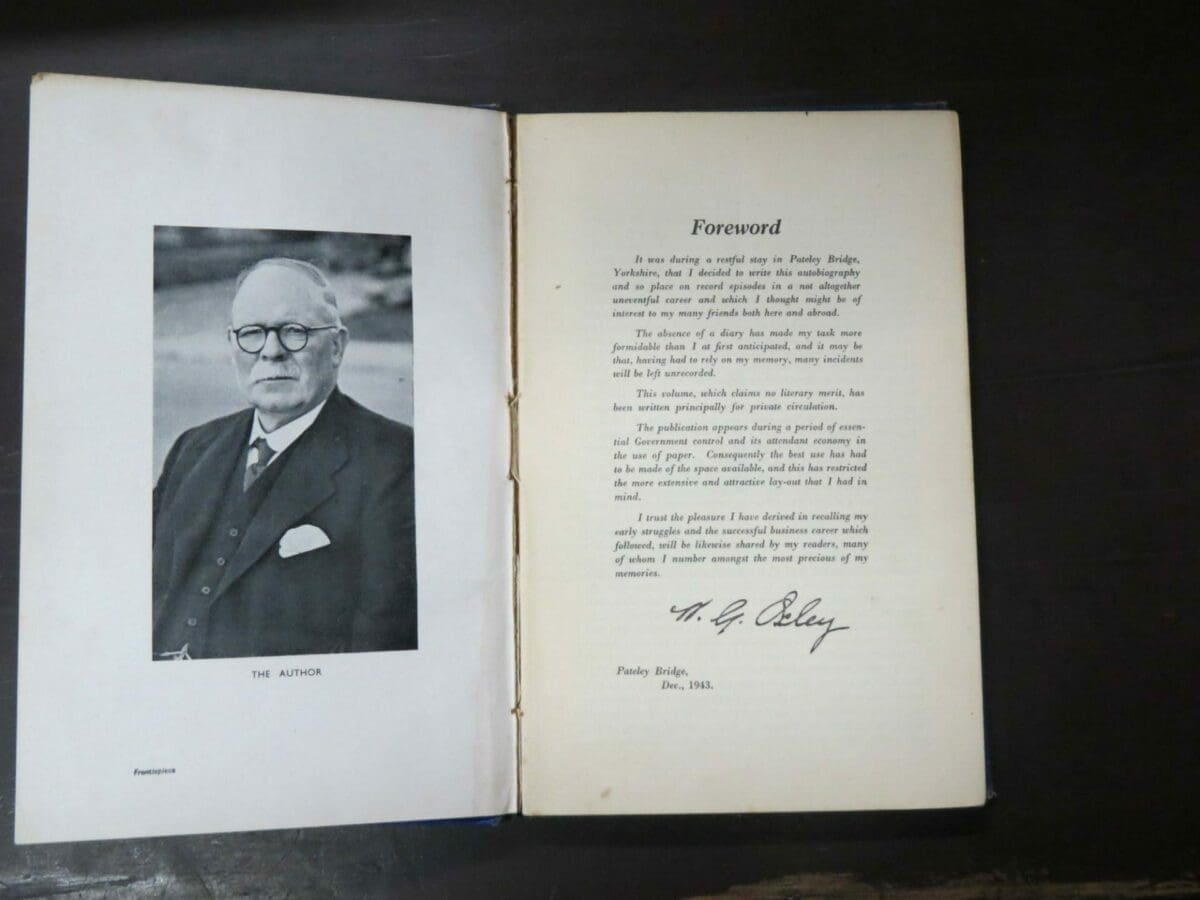 THE AUTHOR
Frontispiece
Foreword
It was during a restful stay in Pateley Bridge,
Yorkshire, that I decided to write this autobiography
and so place on record episodes in a not altogether
uneventful career and which I thought might be of
interest to my many friends both here and abroad.
The absence of a diary has made my task more
formidable than I at first anticipated, and it may be
that, having had to rely on my memory, many incidents
will be left unrecorded.
This volume, which claims no literary merit, has
been written principally for private circulation.
The publication appears during a period of essen-
tial Government control and its attendant economy in
the use of paper. Consequently the best use has had
to be made of the space available, and this has restricted
the more extensive and attractive lay-out that I had in
mind.
I trust the pleasure I have derived in recalling my
early struggles and the successful business career which
followed, will be likewise shared by my readers, many
of whom I number amongst the most precious of my
memories.
G. Oxley
Pateley Bridge,
Dec., 1943.